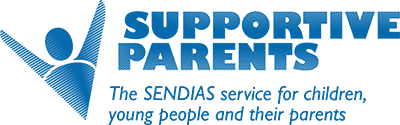 SUPPORTIVE
PARENTS
The SENDIAS service for children,
young people and their parents